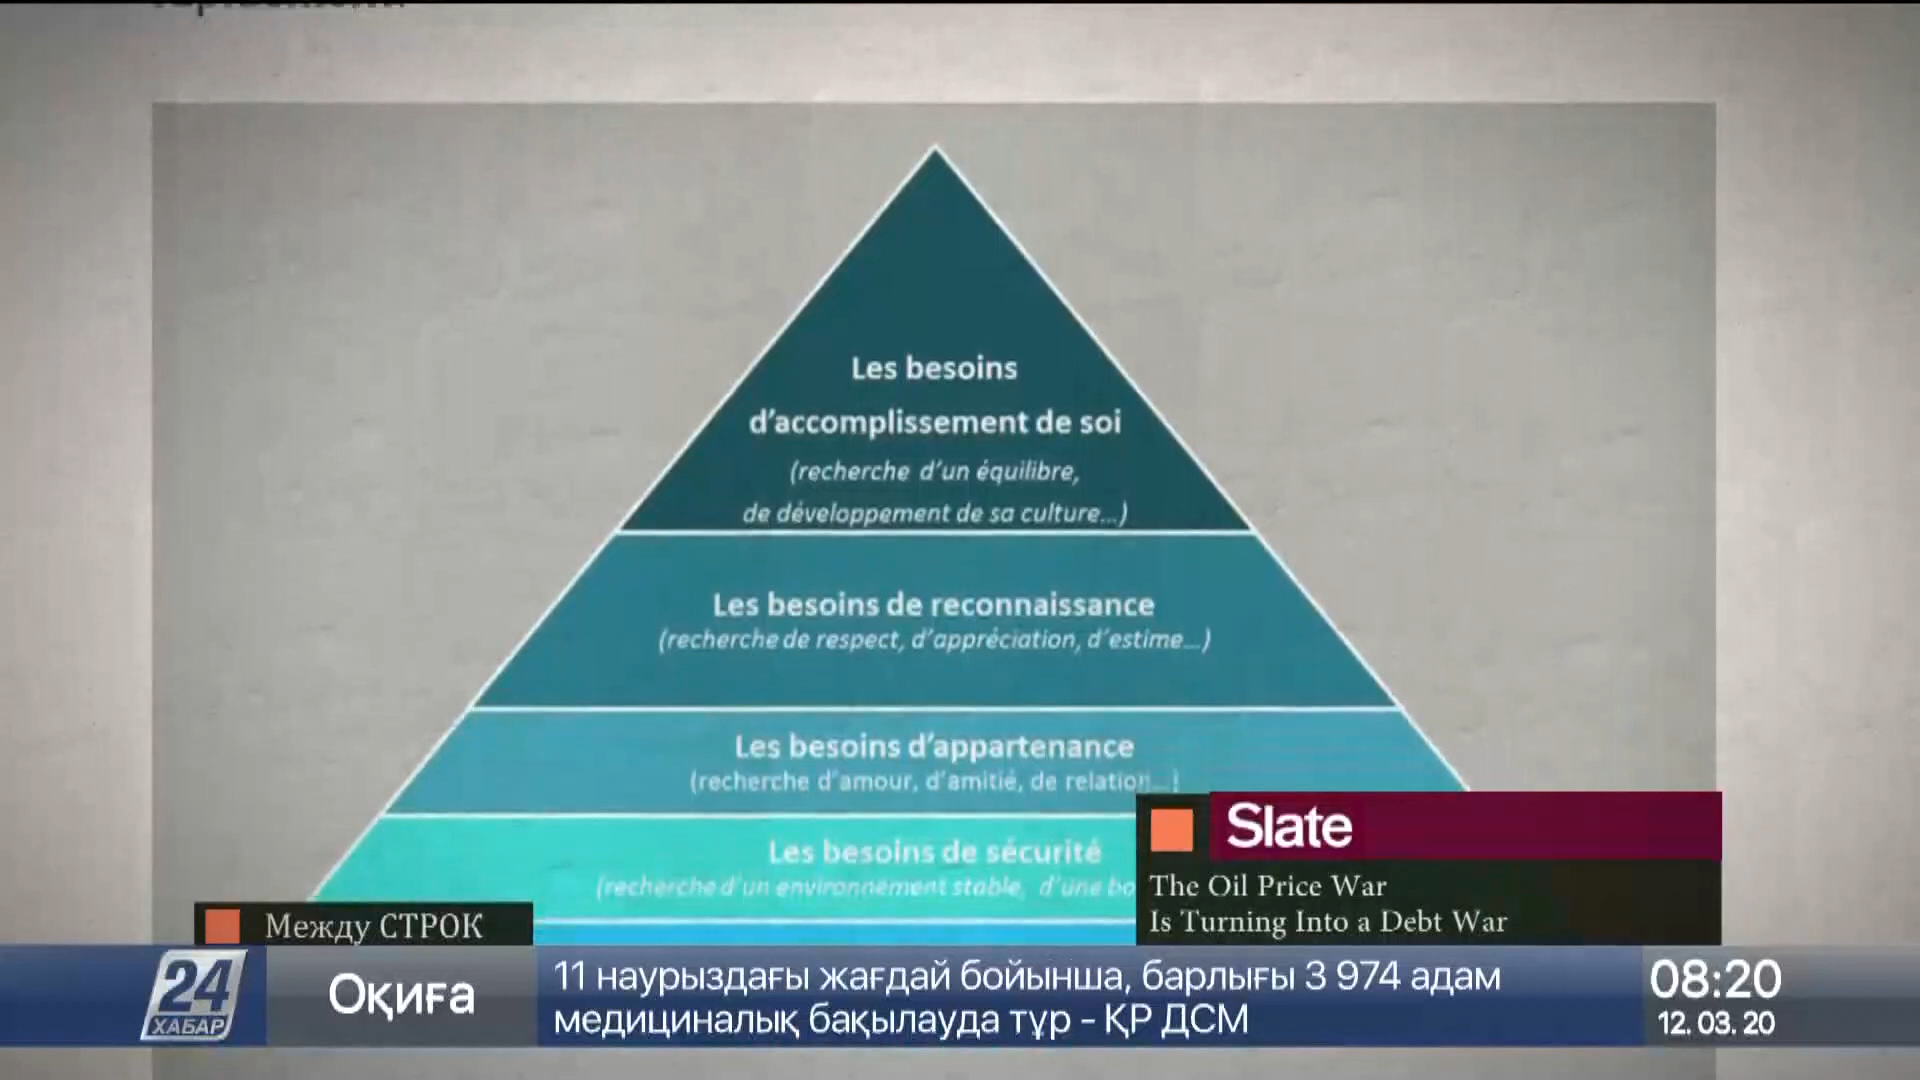 Les besoins
d'accomplissement de soi
(recherche d'un équilibre,
de développement de sa culture...)
Les besoins de reconnaissance
(recherche de respect, d'appréciation, d'estime...)
Les besoins d'appartenance
(recherche d'amour, d'amitié, de relation...)
Les besoins de sécurité
(recherche d'un environnement stable, d'une
Slate
The Oil Price War
Is Turning Into a Debt War
Между СТРОК
24
ХАБАР
Оқиға
11 наурыздағы жағдай бойынша, барлығы 3 974 адам
медициналық бақылауда тұр - ҚР ДСМ
08:20
12. 03. 20